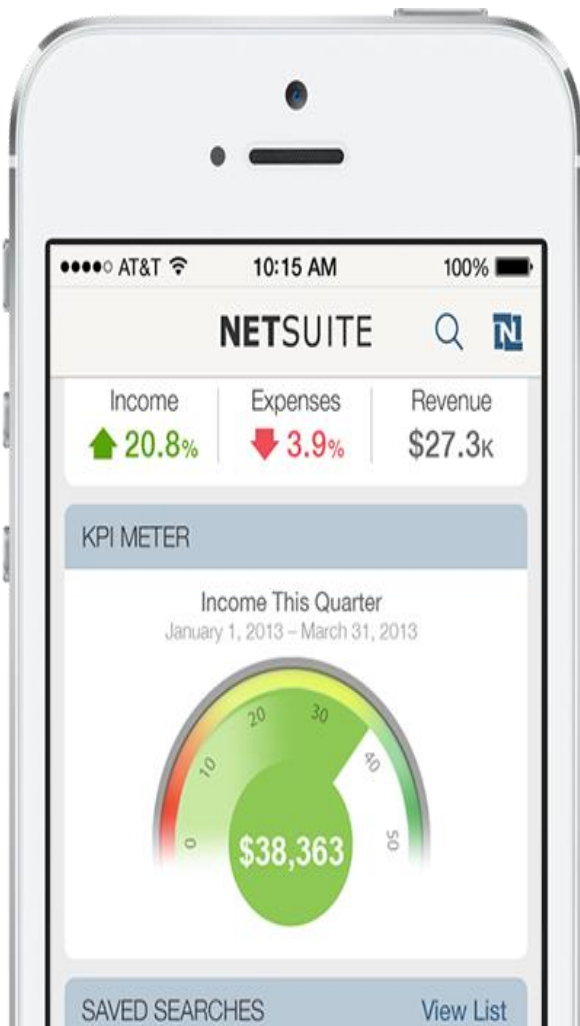 AT&T 10:15 AM 100%
NETSUITE N
Income Expenses Revenue
20.8% 3.9% $27.3K
KPI METER
Income This Quarter
January 1, 2013 – March 31, 2013
0 10 20 30 40 50
$38,363
SAVED SEARCHES View List